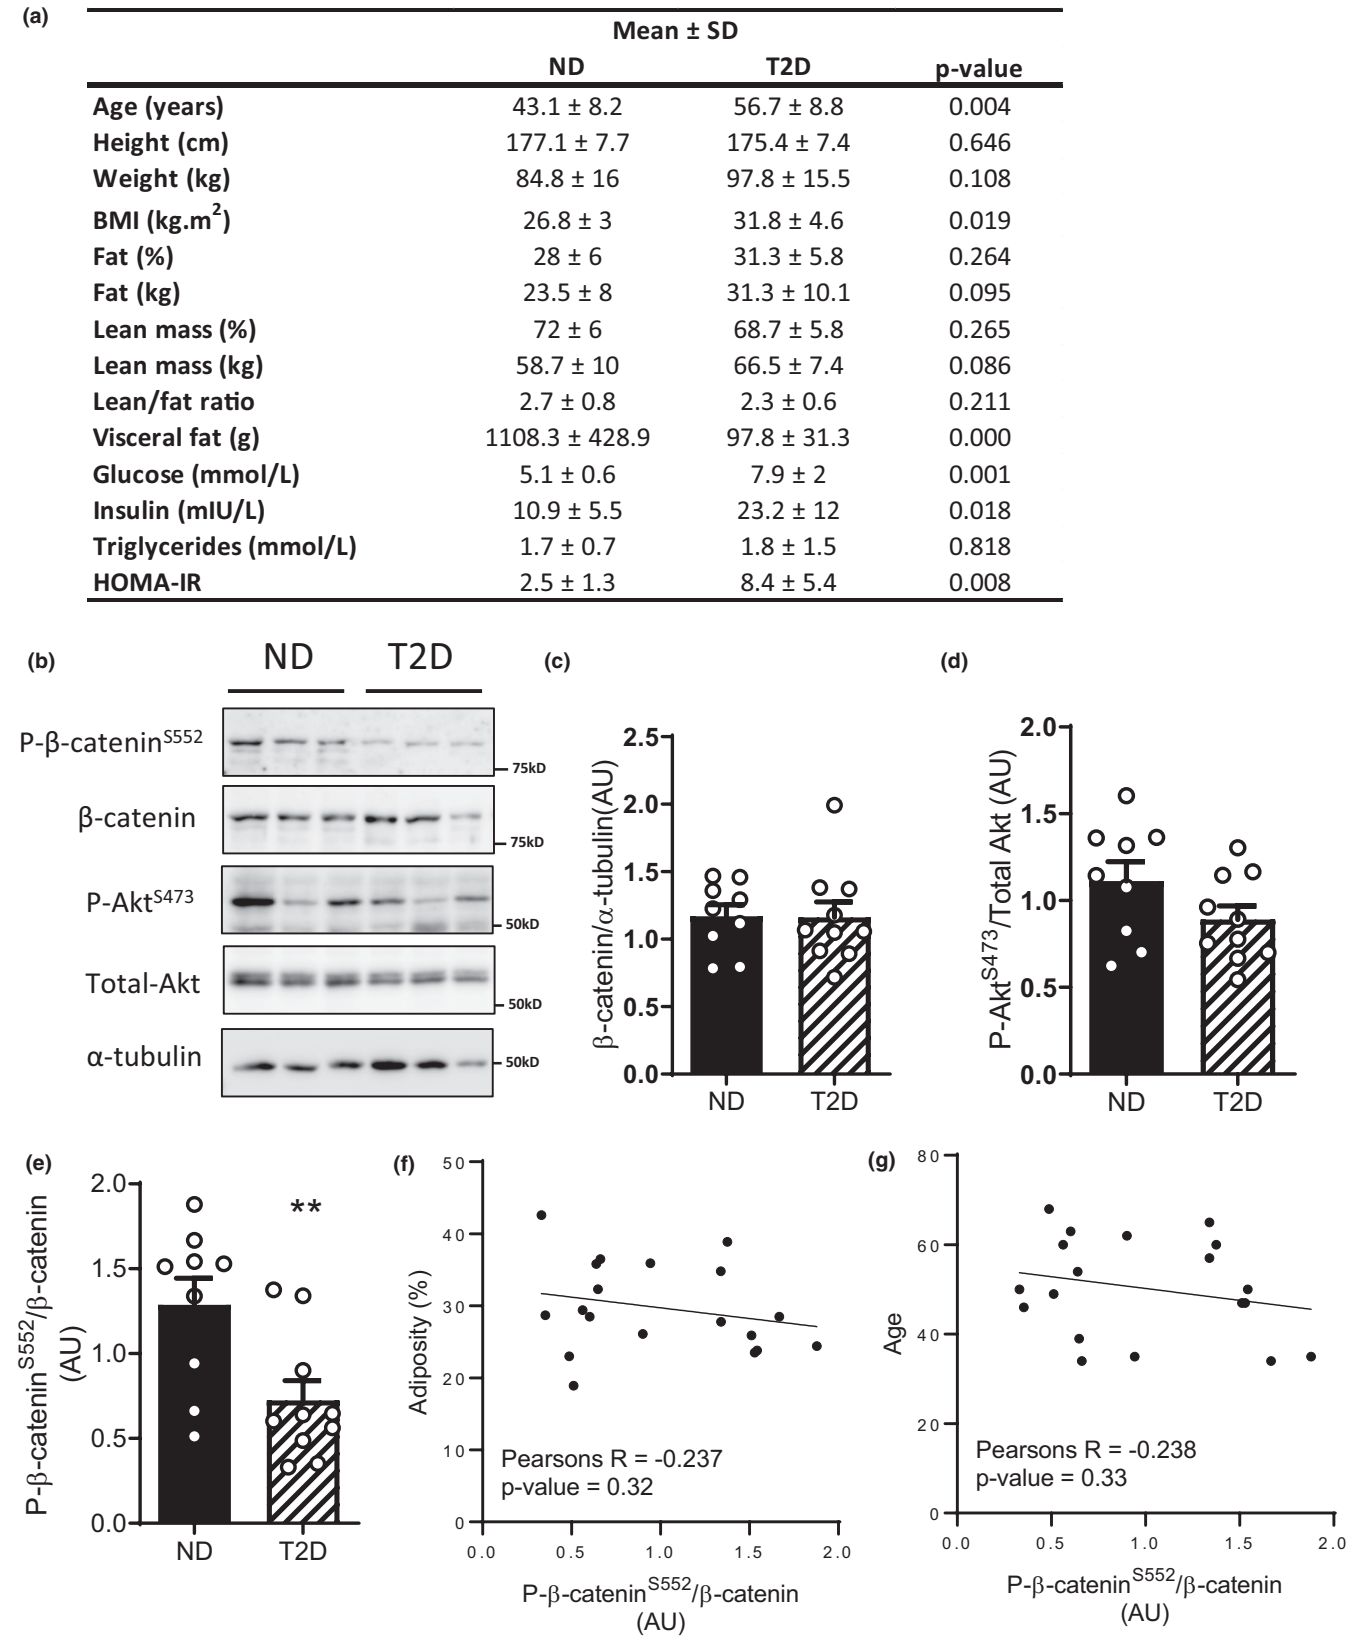 (a)
Mean ± SD
ND T2D p-value
Age (years) 43.1 ± 8.2 56.7 ± 8.8 0.004
Height (cm) 177.1 ± 7.7 175.4 ± 7.4 0.646
Weight (kg) 84.8 ± 16 97.8 ± 15.5 0.108
BMI (kg.m²) 26.8 ± 3 31.8 ± 4.6 0.019
Fat (%) 28 ± 6 31.3 ± 5.8 0.264
Fat (kg) 23.5 ± 8 31.3 ± 10.1 0.095
Lean mass (%) 72 ± 6 68.7 ± 5.8 0.265
Lean mass (kg) 58.7 ± 10 66.5 ± 7.4 0.086
Lean/fat ratio 2.7 ± 0.8 2.3 ± 0.6 0.211
Visceral fat (g) 1108.3 ± 428.9 97.8 ± 31.3 0.000
Glucose (mmol/L) 5.1 ± 0.6 7.9 ± 2 0.001
Insulin (mIU/L) 10.9 ± 5.5 23.2 ± 12 0.018
Triglycerides (mmol/L) 1.7 ± 0.7 1.8 ± 1.5 0.818
HOMA-IR 2.5 ± 1.3 8.4 ± 5.4 0.008
(b)
ND T2D
P-β-catenin^S552
75kD
β-catenin
75kD
P-Akt^S473
50kD
Total-Akt
50kD
α-tubulin
50kD
(c)
β-catenin/α-tubulin(AU)
2.5
2.0
1.5
1.0
0.5
0.0
ND T2D
(d)
P-Akt^S473/Total Akt (AU)
2.0
1.5
1.0
0.5
0.0
ND T2D
(e)
P-β-catenin^S552/β-catenin
(AU)
2.0
1.5
1.0
0.5
0.0
**
ND T2D
(f)
Adiposity (%)
50
40
30
20
10
0
Pearsons R = -0.237
p-value = 0.32
0.0 0.5 1.0 1.5 2.0
P-β-catenin^S552/β-catenin
(AU)
(g)
Age
80
60
40
20
0
Pearsons R = -0.238
p-value = 0.33
0.0 0.5 1.0 1.5 2.0
P-β-catenin^S552/β-catenin
(AU)